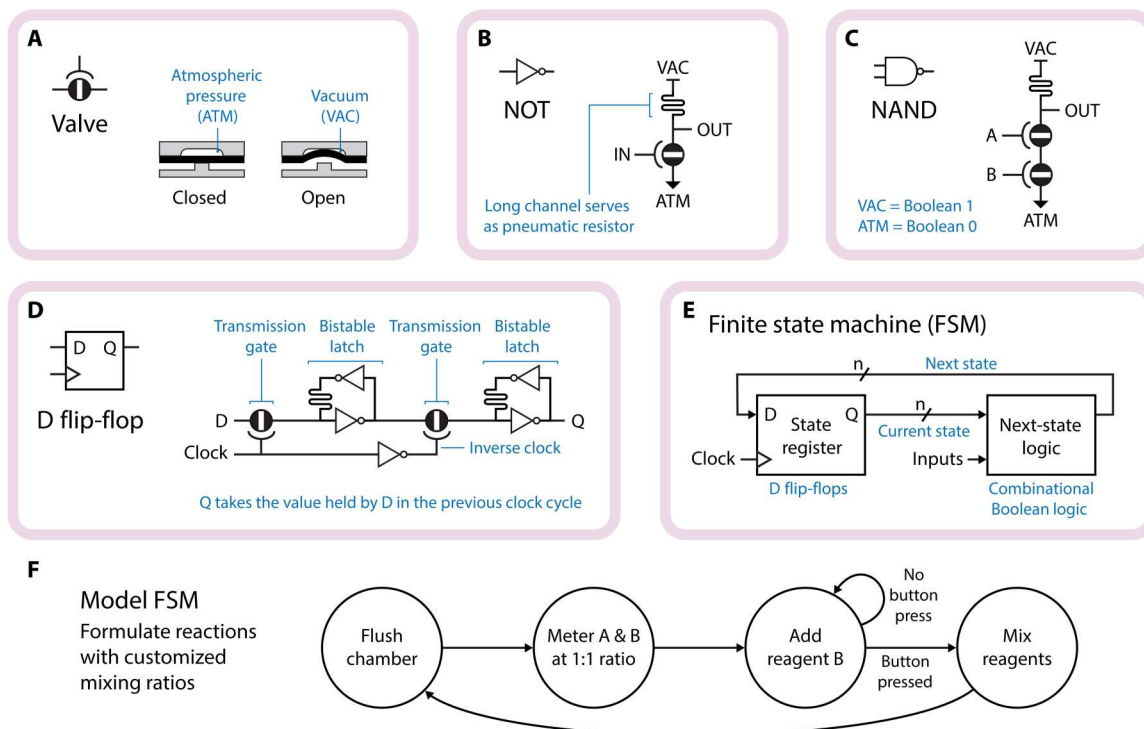 A
Valve
Atmospheric
pressure
(ATM)
Vacuum
(VAC)
Closed
Open
B
NOT
VAC
OUT
IN
ATM
Long channel serves
as pneumatic resistor
C
NAND
VAC
OUT
A
B
ATM
VAC = Boolean 1
ATM = Boolean 0
D
D Q
D flip-flop
Transmission
gate
Bistable
latch
Transmission
gate
Bistable
latch
D
Q
Clock
Inverse clock
Q takes the value held by D in the previous clock cycle
E
Finite state machine (FSM)
n
Next state
D Q
State
register
Clock
D flip-flops
n
Current state
Inputs
Next-state
logic
Combinational
Boolean logic
F
Model FSM
Formulate reactions
with customized
mixing ratios
Flush
chamber
Meter A & B
at 1:1 ratio
Add
reagent B
No
button
press
Button
pressed
Mix
reagents